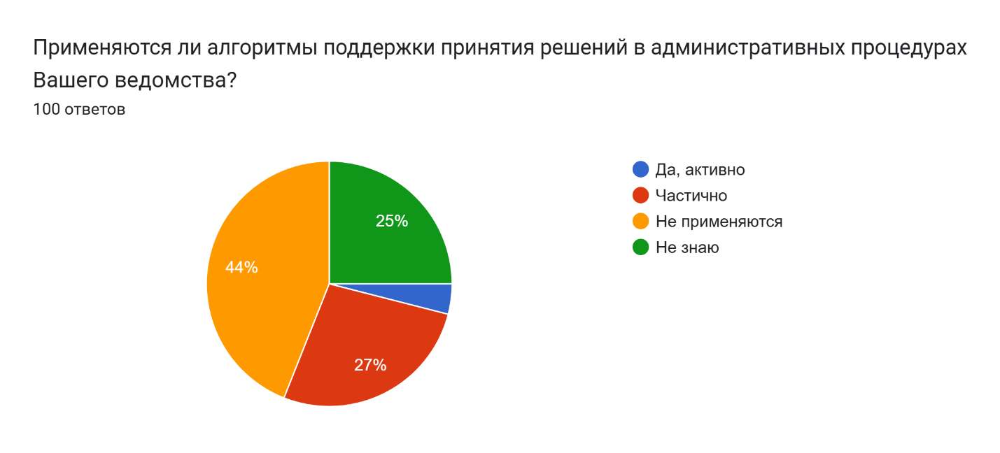 Применяются ли алгоритмы поддержки принятия решений в административных процедурах
Вашего ведомства?
100 ответов
25%
44%
27%
Да, активно
Частично
Не применяются
Не знаю